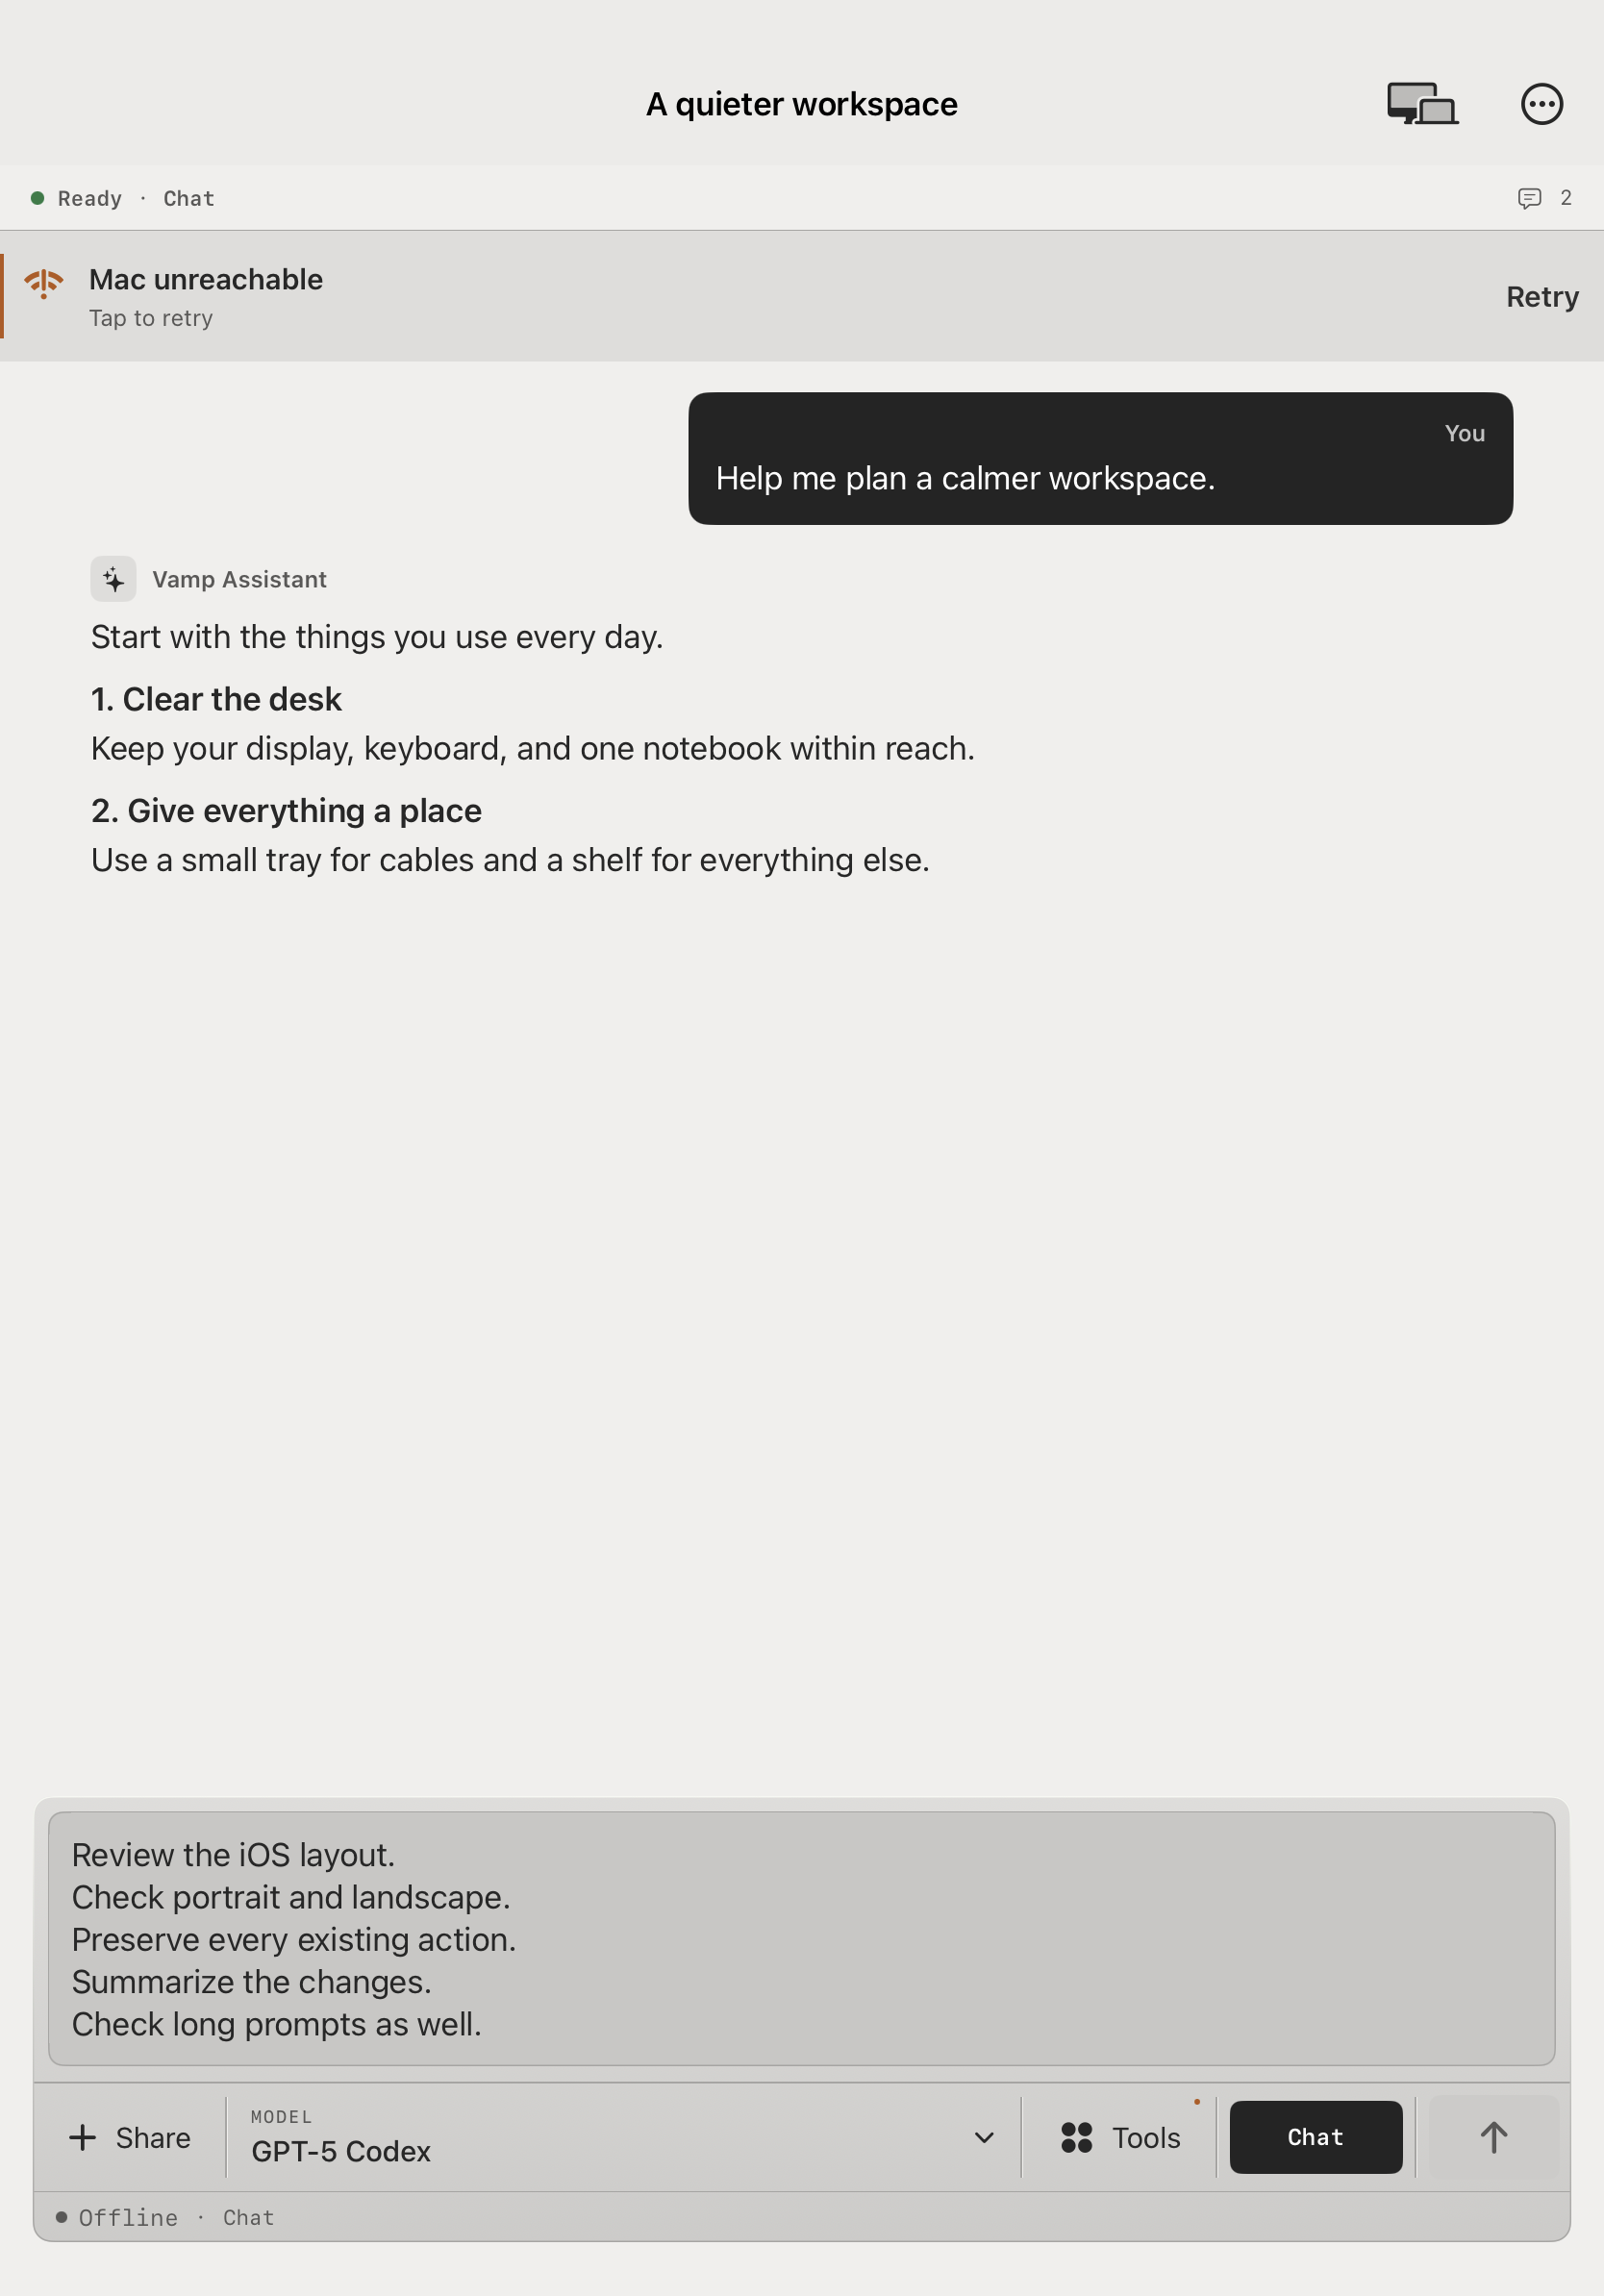 A quieter workspace
Ready · Chat
2
Mac unreachable
Tap to retry
Retry
You
Help me plan a calmer workspace.
Vamp Assistant
Start with the things you use every day.
1. Clear the desk
Keep your display, keyboard, and one notebook within reach.
2. Give everything a place
Use a small tray for cables and a shelf for everything else.
Review the iOS layout.
Check portrait and landscape.
Preserve every existing action.
Summarize the changes.
Check long prompts as well.
Share
MODEL
GPT-5 Codex
Tools
Chat
Offline · Chat